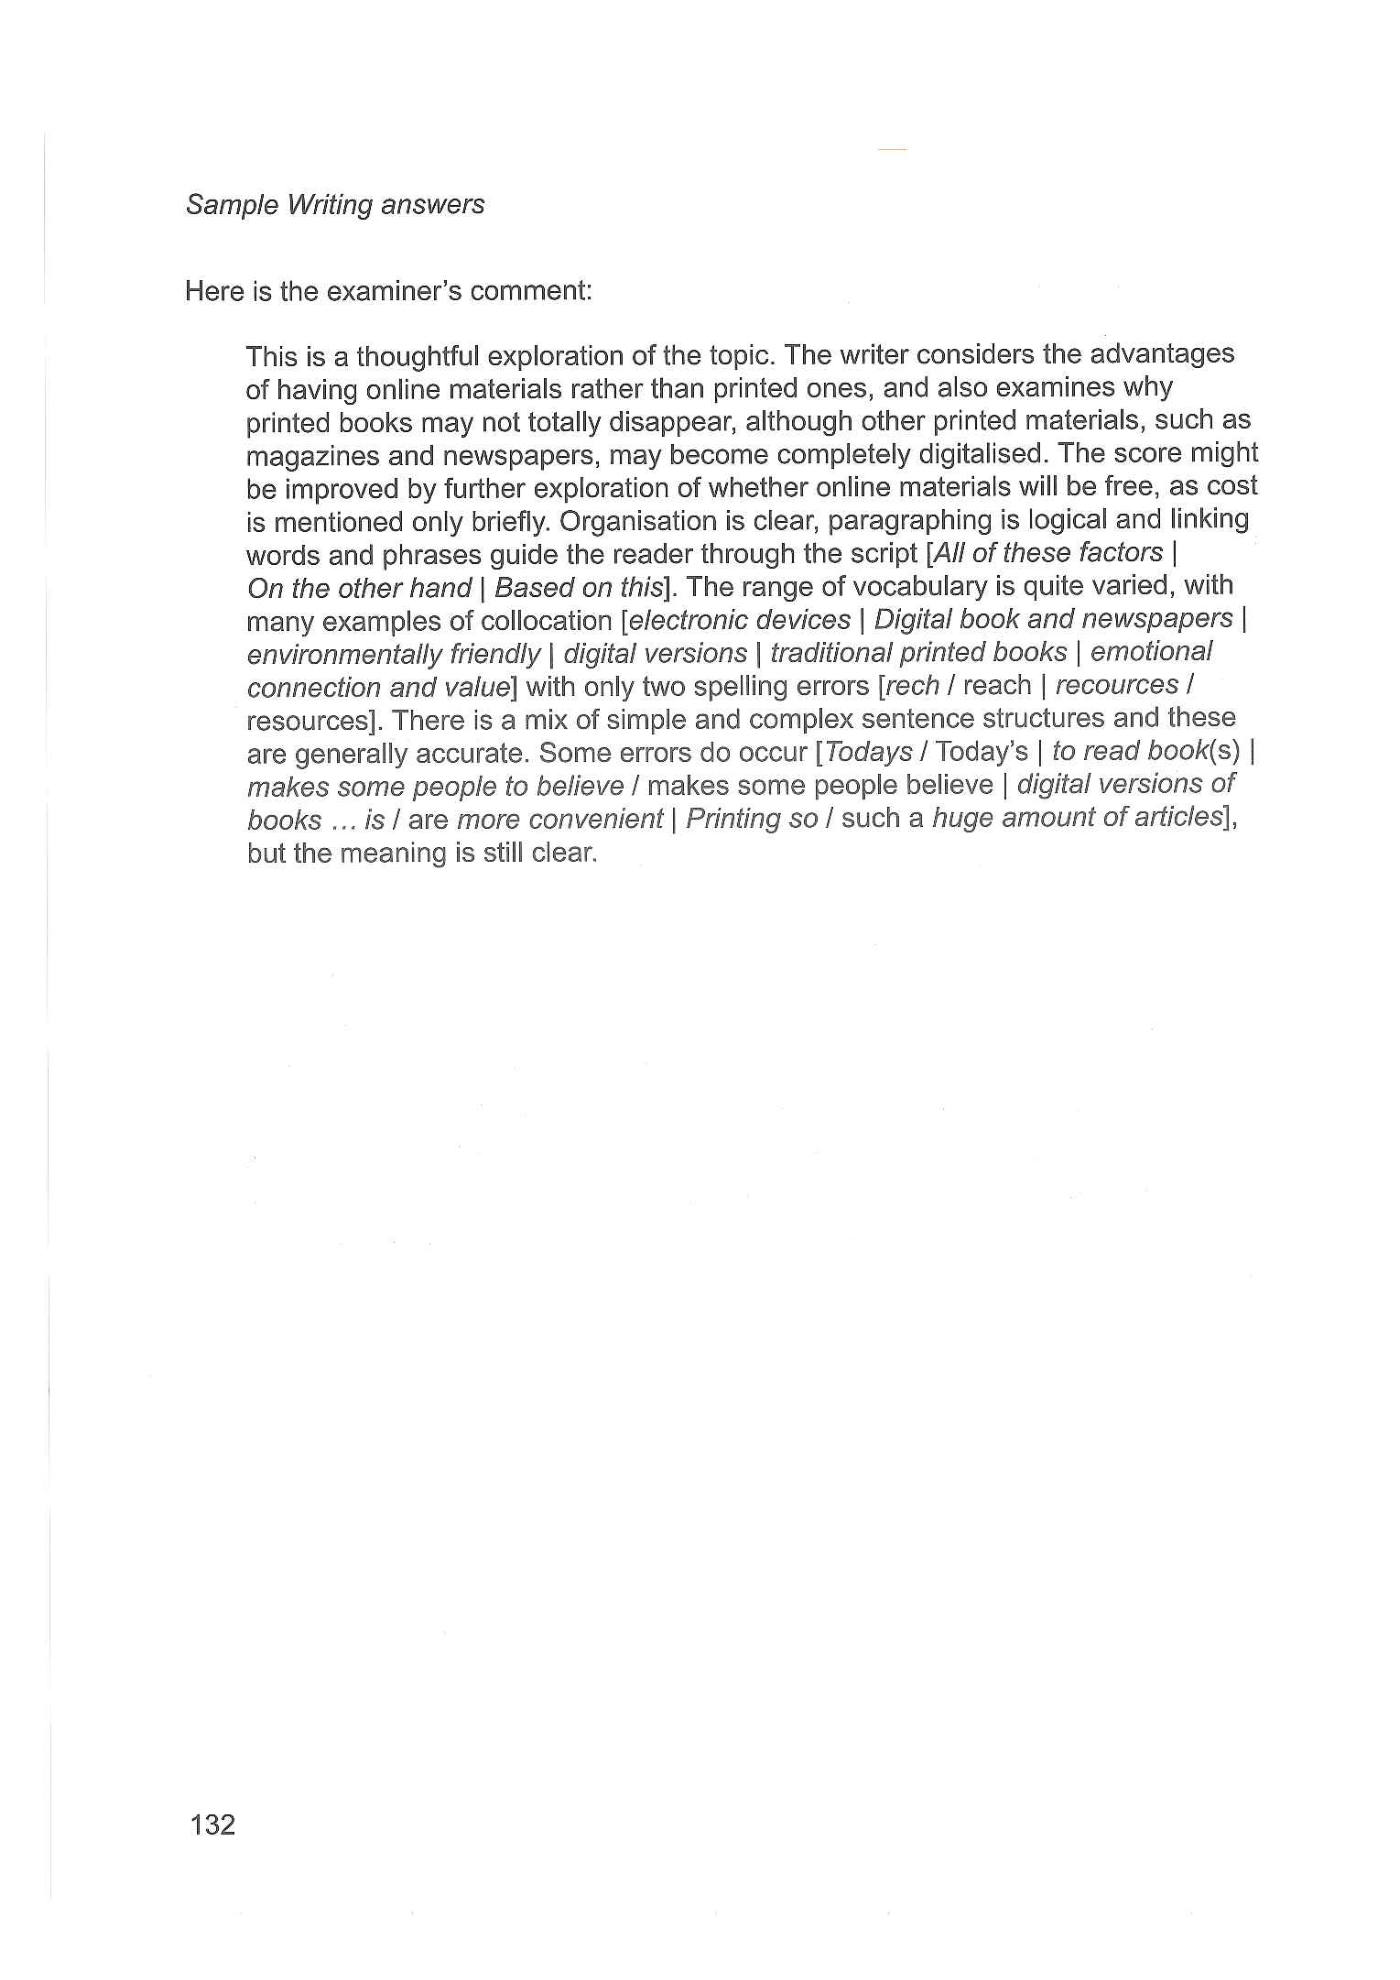 Sample Writing answers
Here is the examiner's comment:
This is a thoughtful exploration of the topic. The writer considers the advantages
of having online materials rather than printed ones, and also examines why
printed books may not totally disappear, although other printed materials, such as
magazines and newspapers, may become completely digitalised. The score might
be improved by further exploration of whether online materials will be free, as cost
is mentioned only briefly. Organisation is clear, paragraphing is logical and linking
words and phrases guide the reader through the script [All of these factors |
On the other hand | Based on this]. The range of vocabulary is quite varied, with
many examples of collocation [electronic devices | Digital book and newspapers |
environmentally friendly | digital versions | traditional printed books | emotional
connection and value] with only two spelling errors [rech / reach | recources /
resources]. There is a mix of simple and complex sentence structures and these
are generally accurate. Some errors do occur [Todays / Today's | to read book(s) |
makes some people to believe / makes some people believe | digital versions of
books ... is / are more convenient | Printing so / such a huge amount of articles],
but the meaning is still clear.
132